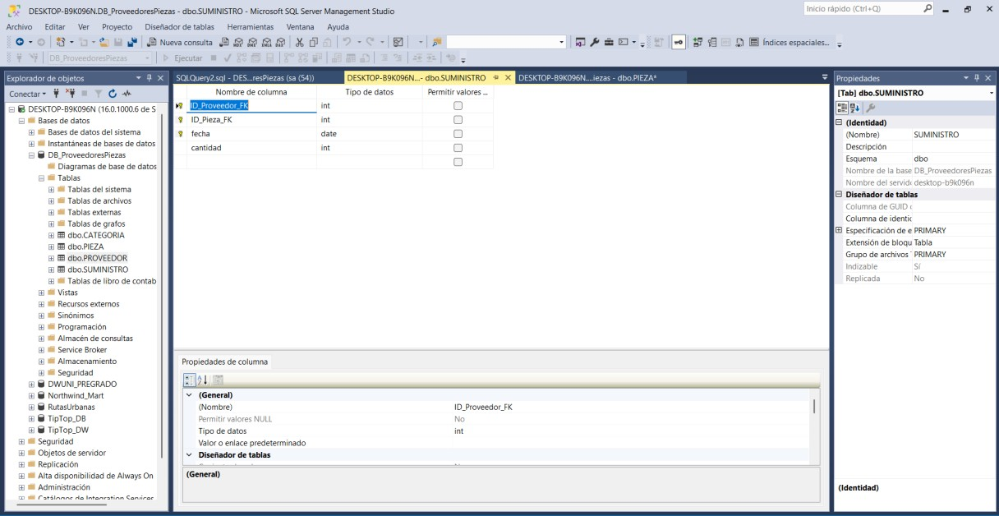 DESKTOP-B9K096N.DB_ProveedoresPiezas - dbo.SUMINISTRO - Microsoft SQL Server Management Studio
Inicio rápido (Ctrl+Q)
Archivo Editar Ver Proyecto Diseñador de tablas Herramientas Ventana Ayuda
Nueva consulta
Índices espaciales...
DB_ProveedoresPiezas
Ejecutar
Explorador de objetos
Conectar
DESKTOP-B9K096N (16.0.1000.6 de S
Bases de datos
Bases de datos del sistema
Instantáneas de bases de datos
DB_ProveedoresPiezas
Diagramas de base de datos
Tablas
Tablas del sistema
Tablas de archivos
Tablas externas
Tablas de grafos
dbo.CATEGORIA
dbo.PIEZA
dbo.PROVEEDOR
dbo.SUMINISTRO
Tablas de libro de contab
Vistas
Recursos externos
Sinónimos
Programación
Almacén de consultas
Service Broker
Almacenamiento
Seguridad
DWUNI_PREGRADO
Northwind_Mart
RutasUrbanas
TipTop_DB
TipTop_DW
Seguridad
Objetos de servidor
Replicación
Alta disponibilidad de Always On
Administración
Catálogos de Integration Services
SQLQuery2.sql - DES...resPiezas (sa (54))
DESKTOP-B9K096N...- dbo.SUMINISTRO
DESKTOP-B9K096N....iezas - dbo.PIEZA*
Nombre de columna Tipo de datos Permitir valores ...
ID_Proveedor_FK int
ID_Pieza_FK int
fecha date
cantidad int
Propiedades de columna
(General)
(Nombre) ID_Proveedor_FK
Permitir valores NULL No
Tipo de datos int
Valor o enlace predeterminado
Diseñador de tablas
(General)
Propiedades
[Tab] dbo.SUMINISTRO
(Identidad)
(Nombre) SUMINISTRO
Descripción
Esquema dbo
Nombre de la base DB_ProveedoresPiezas
Nombre del servid desktop-b9k096n
Diseñador de tablas
Columna de GUID
Columna de identic
Especificación de e PRIMARY
Extensión de bloqu Tabla
Grupo de archivos PRIMARY
Indizable Sí
Replicada No
(Identidad)